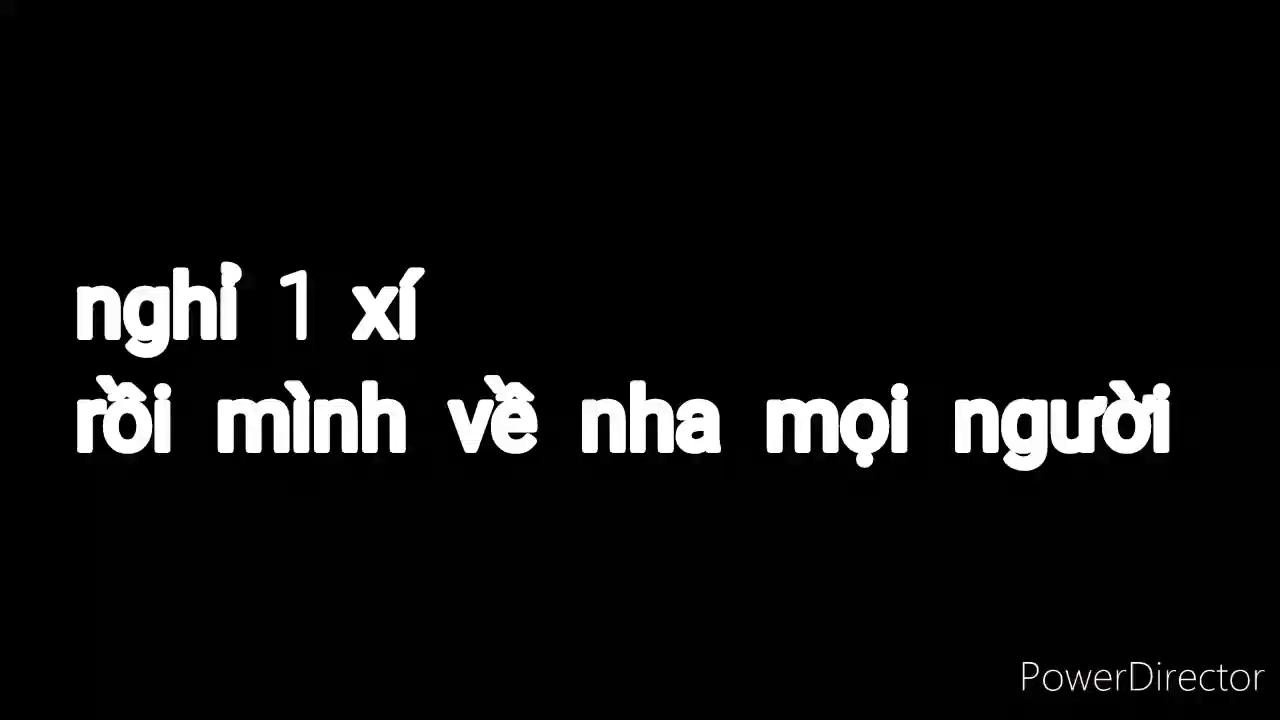 nghỉ 1 xí
rồi mình về nha mọi người
PowerDirector